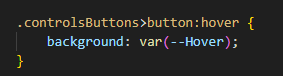 .controlsButtons>button:hover {
    background: var(--Hover);
}